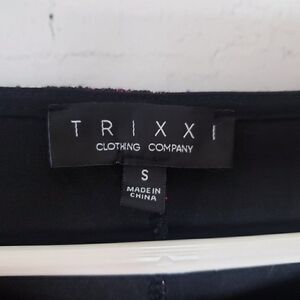 TRIXXI
CLOTHING COMPANY
S
MADE IN
CHINA